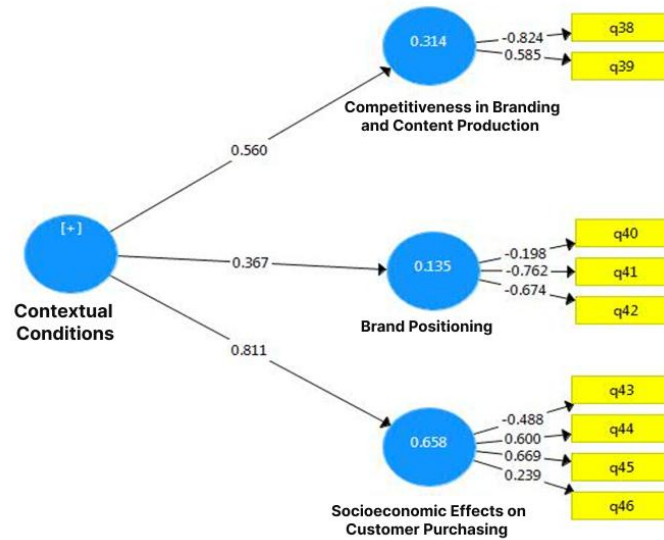 0.314
-0.824
0.585
q38
q39
Competitiveness in Branding
and Content Production
0.560
[+]
Contextual
Conditions
0.367
0.135
-0.198
-0.762
-0.674
q40
q41
q42
Brand Positioning
0.811
0.658
-0.488
0.600
0.669
0.239
q43
q44
q45
q46
Socioeconomic Effects on
Customer Purchasing